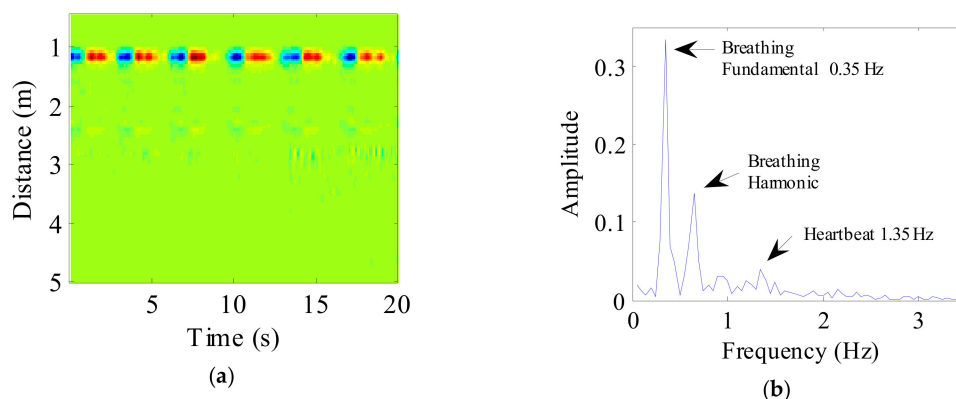 1
2
3
4
5
Distance (m)
5
10
15
20
Time (s)
(a)
0.3
0.2
0.1
0
Amplitude
Breathing
Fundamental 0.35 Hz
Breathing
Harmonic
Heartbeat 1.35 Hz
0
1
2
3
Frequency (Hz)
(b)